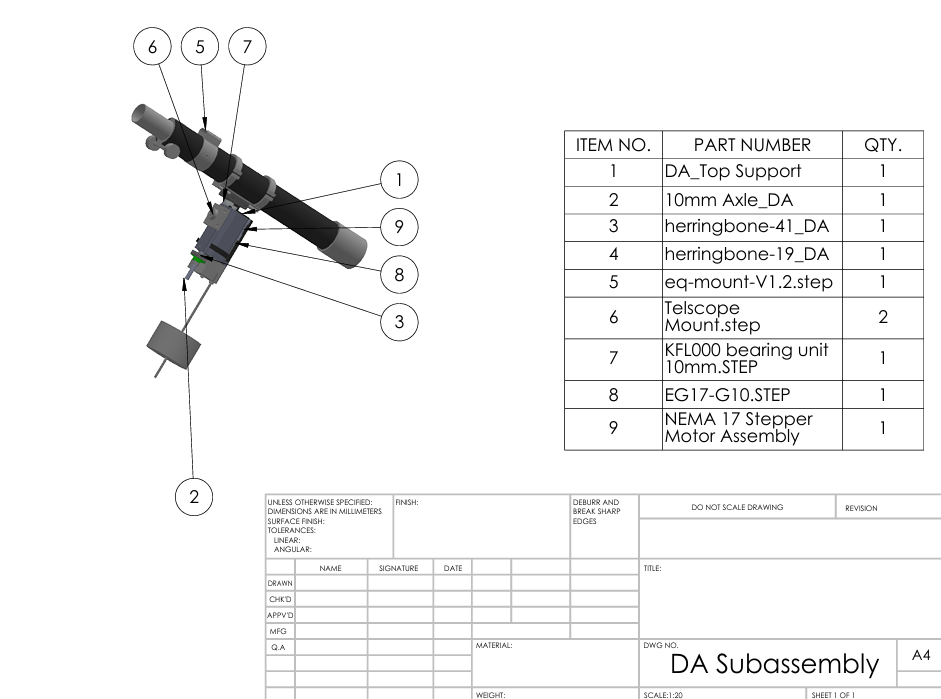 6 5 7
1
9
8
3
2
ITEM NO. PART NUMBER QTY.
1 DA_Top Support 1
2 10mm Axle_DA 1
3 herringbone-41_DA 1
4 herringbone-19_DA 1
5 eq-mount-V1.2.step 1
6 Telscope
Mount.step 2
7 KFL000 bearing unit
10mm.STEP 1
8 EG17-G10.STEP 1
9 NEMA 17 Stepper
Motor Assembly 1
UNLESS OTHERWISE SPECIFIED:
DIMENSIONS ARE IN MILLIMETERS
SURFACE FINISH:
TOLERANCES:
LINEAR:
ANGULAR:
FINISH:
DEBURR AND
BREAK SHARP
EDGES
DO NOT SCALE DRAWING
REVISION
NAME SIGNATURE DATE
DRAWN
CHK'D
APPV'D
MFG
Q.A
TITLE:
MATERIAL:
DWG NO.
DA Subassembly
A4
WEIGHT:
SCALE:1:20
SHEET 1 OF 1